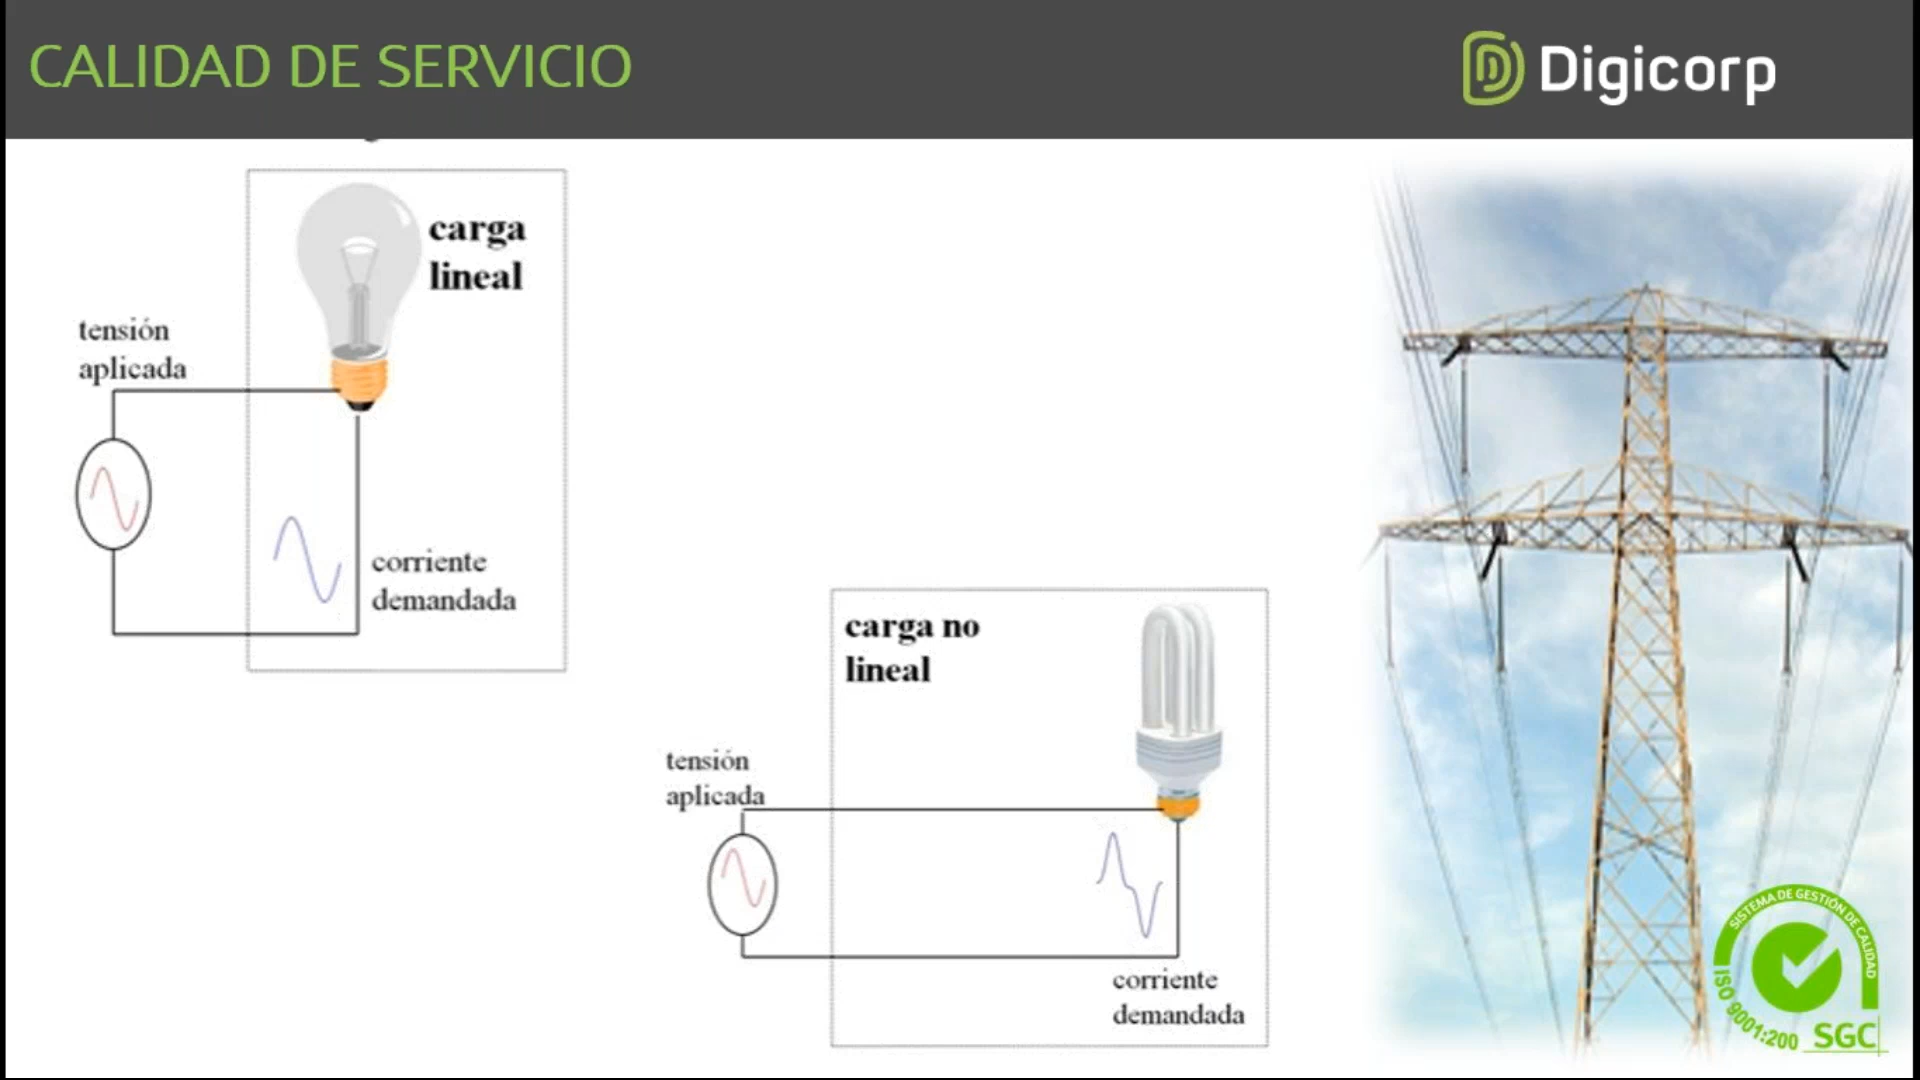 CALIDAD DE SERVICIO
Digicorp
carga
lineal
tensión
aplicada
corriente
demandada
carga no
lineal
tensión
aplicada
corriente
demandada
SISTEMA DE GESTIÓN DE CALIDAD
ISO 9001:200
SGC